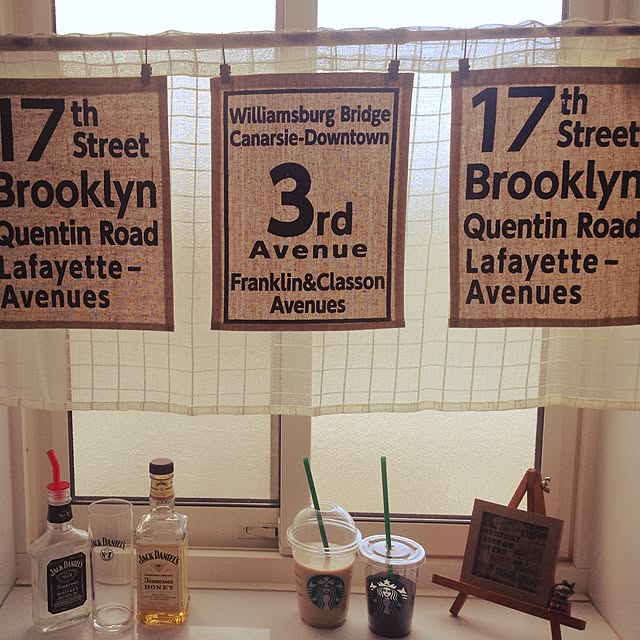 17th
Street
Brooklyn
Quentin Road
Lafayette–
Avenues
Williamsburg Bridge
Canarsie-Downtown
3rd
Avenue
Franklin&Classon
Avenues
17th
Street
Brooklyn
Quentin Road
Lafayette–
Avenues
JACK DANIEL'S
JACK DANIEL'S
JACK DANIEL'S
Tennessee
HONEY